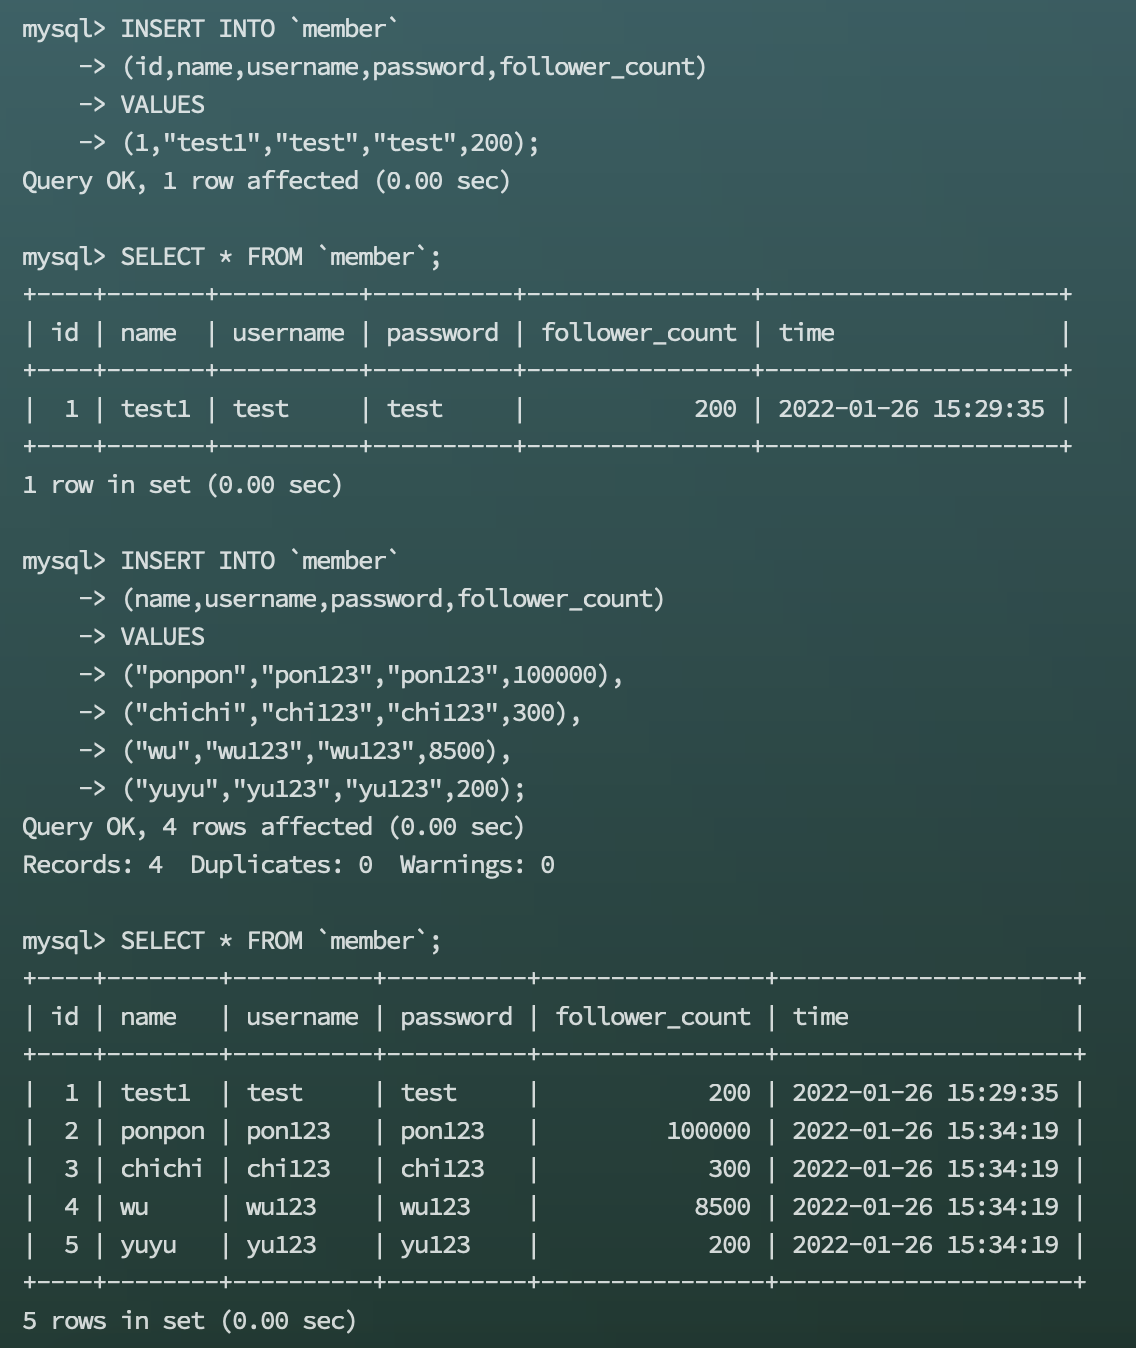 mysql> INSERT INTO `member`
    -> (id,name,username,password,follower_count)
    -> VALUES
    -> (1,"test1","test","test",200);
Query OK, 1 row affected (0.00 sec)

mysql> SELECT * FROM `member`;
+----+-------+----------+----------+----------------+---------------------+
| id | name  | username | password | follower_count | time                |
+----+-------+----------+----------+----------------+---------------------+
|  1 | test1 | test     | test     |            200 | 2022-01-26 15:29:35 |
+----+-------+----------+----------+----------------+---------------------+
1 row in set (0.00 sec)

mysql> INSERT INTO `member`
    -> (name,username,password,follower_count)
    -> VALUES
    -> ("ponpon","pon123","pon123",100000),
    -> ("chichi","chi123","chi123",300),
    -> ("wu","wu123","wu123",8500),
    -> ("yuyu","yu123","yu123",200);
Query OK, 4 rows affected (0.00 sec)
Records: 4  Duplicates: 0  Warnings: 0

mysql> SELECT * FROM `member`;
+----+--------+----------+----------+----------------+---------------------+
| id | name   | username | password | follower_count | time                |
+----+--------+----------+----------+----------------+---------------------+
|  1 | test1  | test     | test     |            200 | 2022-01-26 15:29:35 |
|  2 | ponpon | pon123   | pon123   |         100000 | 2022-01-26 15:34:19 |
|  3 | chichi | chi123   | chi123   |            300 | 2022-01-26 15:34:19 |
|  4 | wu     | wu123    | wu123    |           8500 | 2022-01-26 15:34:19 |
|  5 | yuyu   | yu123    | yu123    |            200 | 2022-01-26 15:34:19 |
+----+--------+----------+----------+----------------+---------------------+
5 rows in set (0.00 sec)